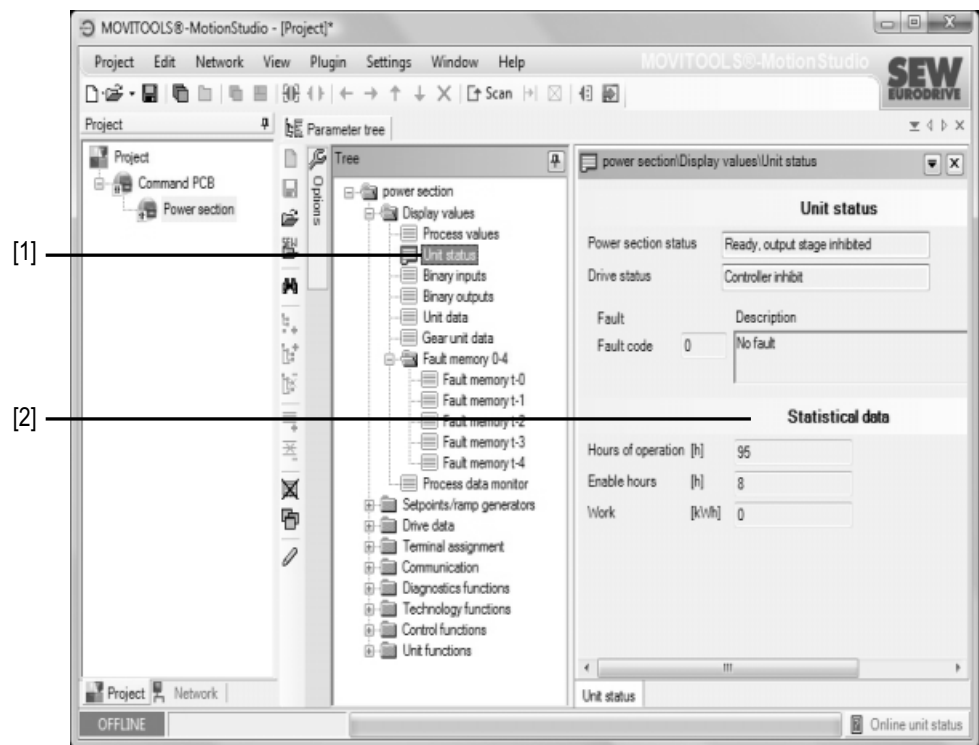 MOVITOOLS®-MotionStudio - [Project]*
Project Edit Network View Plugin Settings Window Help
MOVITOOLS®-MotionStudio
SEW
EURODRIVE
Scan
Project
Parameter tree
Project
Command PCB
Power section
Options
Tree
power section
Display values
Process values
[1]
Unit status
Binary inputs
Binary outputs
Unit data
Gear unit data
Fault memory 0-4
Fault memory t-0
Fault memory t-1
[2]
Fault memory t-2
Fault memory t-3
Fault memory t-4
Process data monitor
Setpoints/ramp generators
Drive data
Terminal assignment
Communication
Diagnostics functions
Technology functions
Control functions
Unit functions
power section\Display values\Unit status
Unit status
Power section status Ready, output stage inhibited
Drive status Controller inhibit
Fault Description
Fault code 0 No fault
Statistical data
Hours of operation [h] 95
Enable hours [h] 8
Work [kWh] 0
Unit status
Project Network
OFFLINE
Online unit status